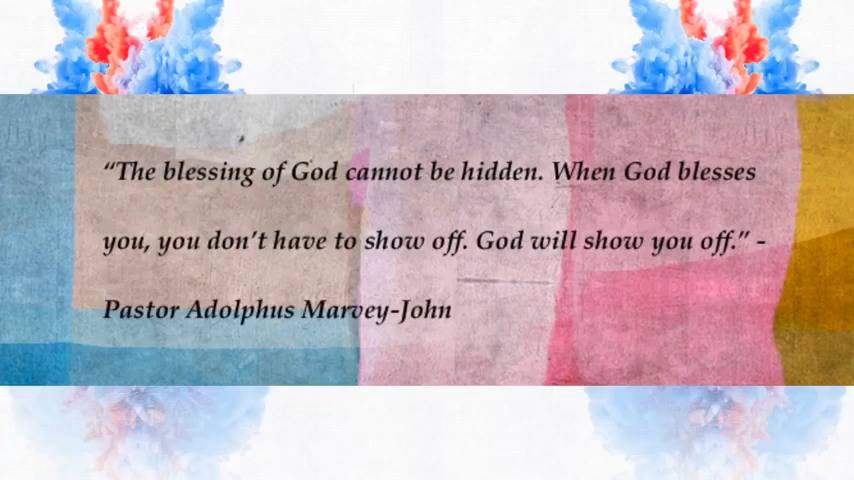 “The blessing of God cannot be hidden. When God blesses
you, you don’t have to show off. God will show you off.” -
Pastor Adolphus Marvey-John